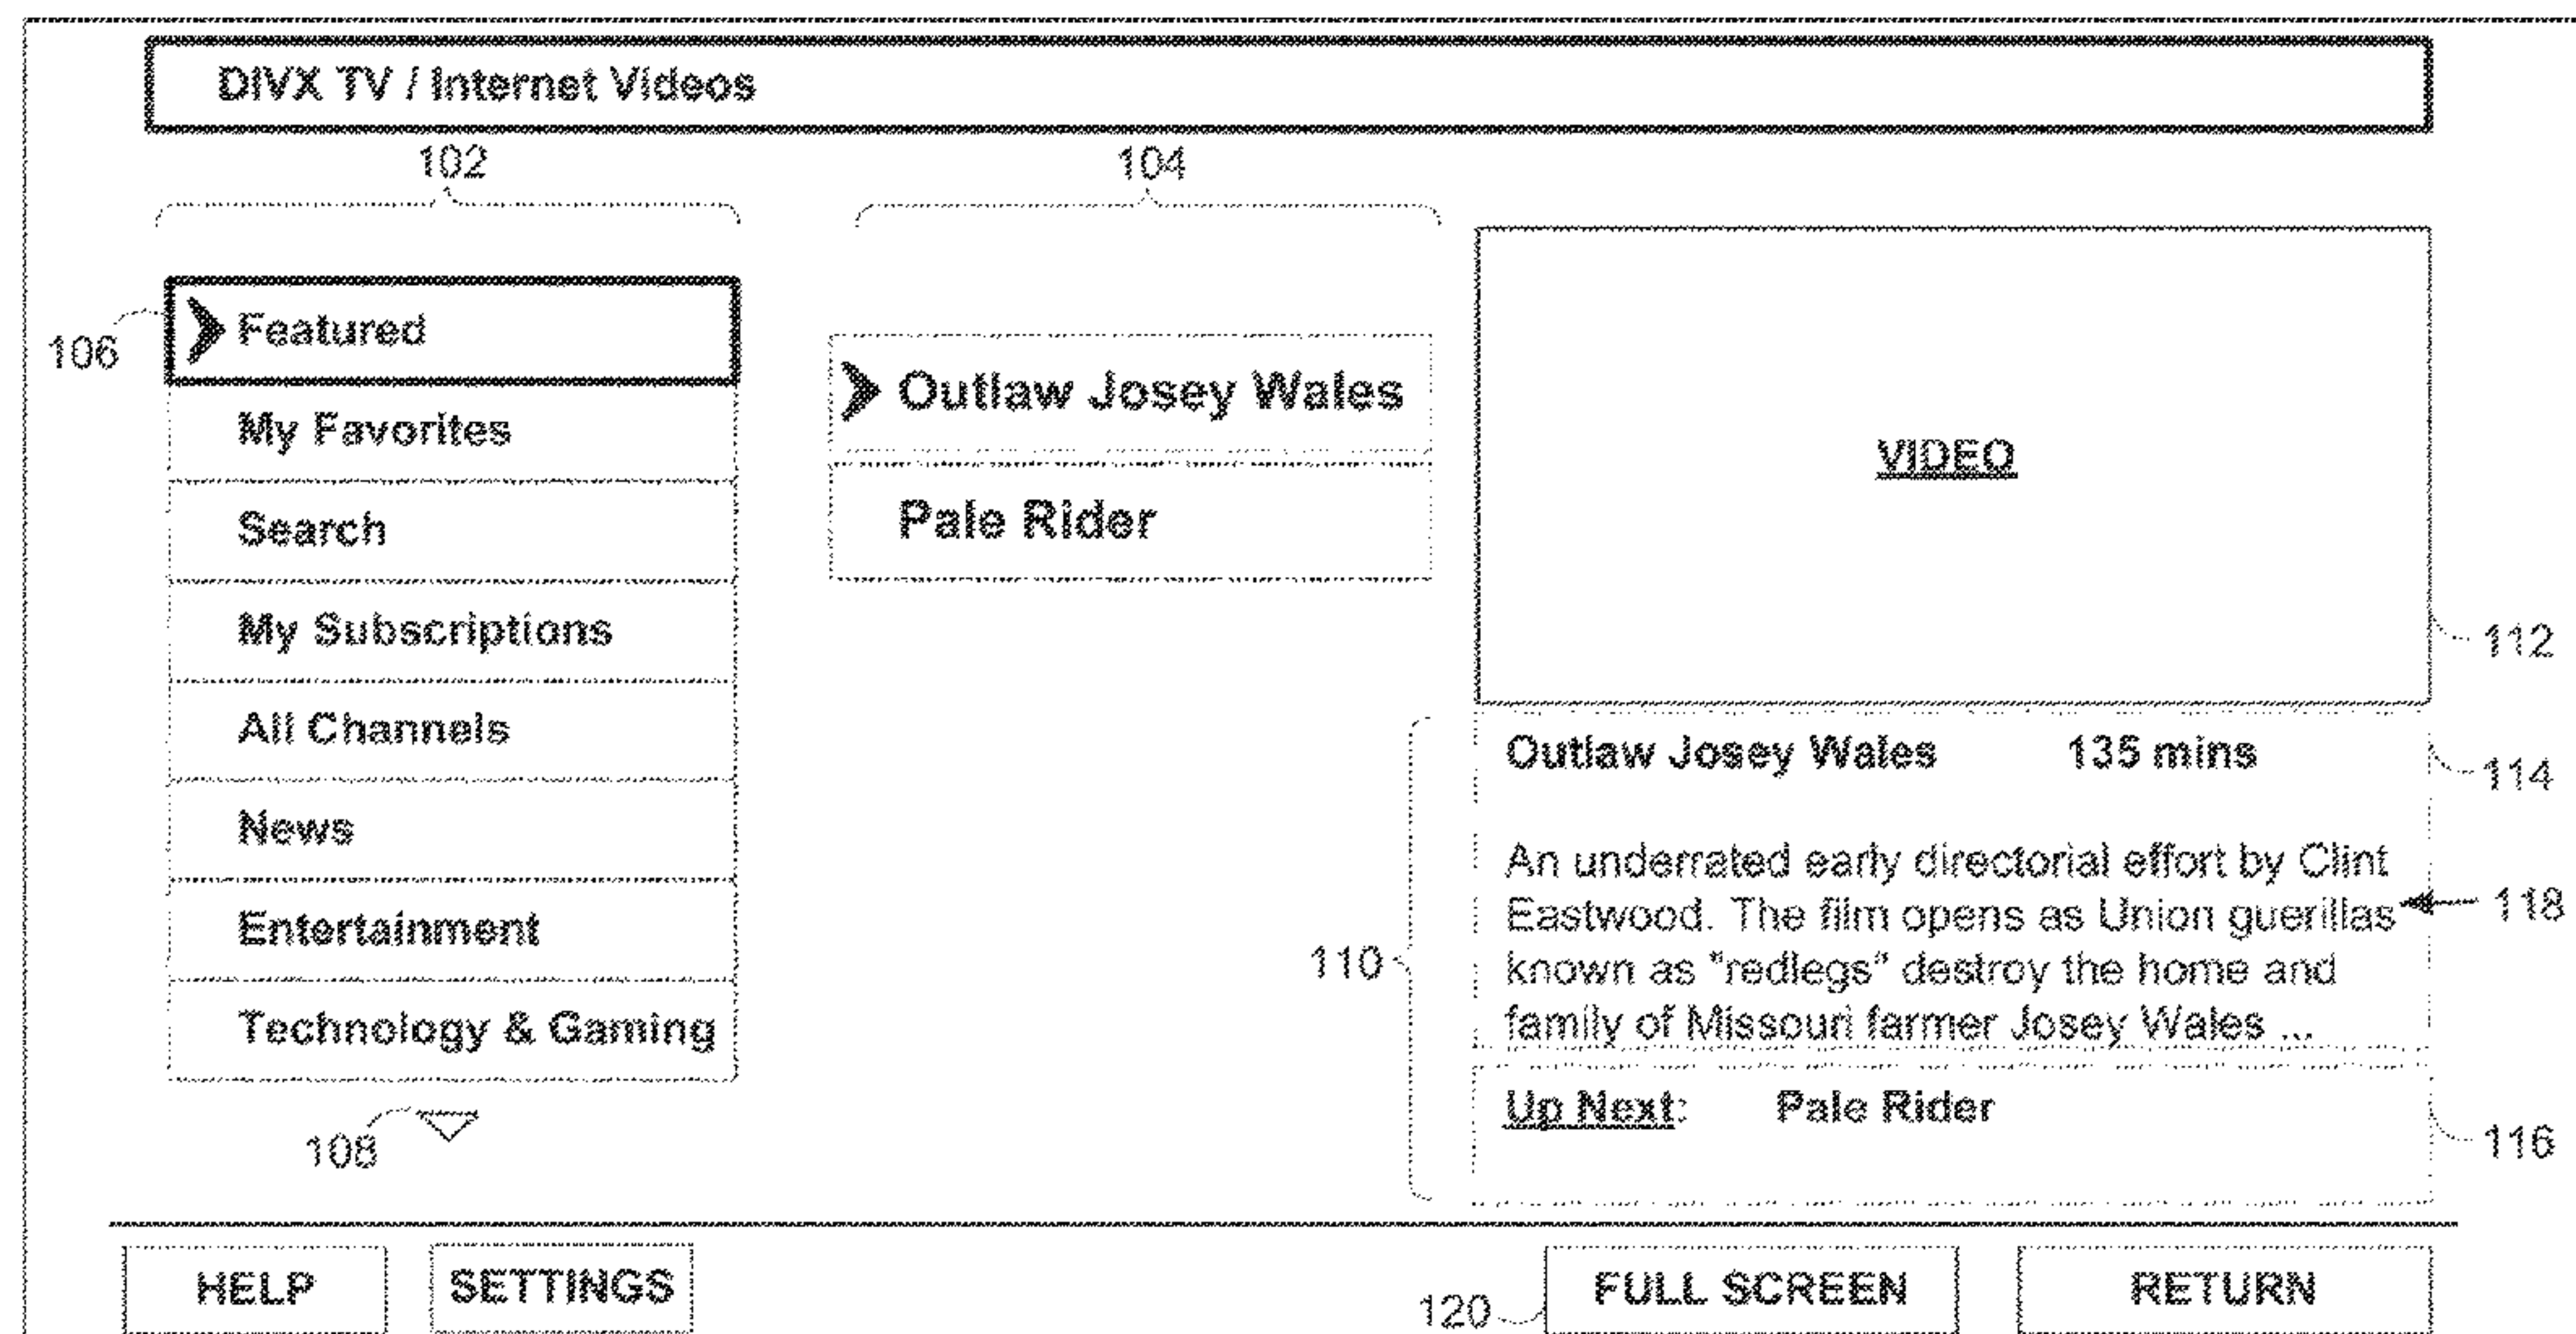 DIVX TV / Internet Videos
102
104
106
Featured
My Favorites
Search
My Subscriptions
All Channels
News
Entertainment
Technology & Gaming
108
Outlaw Josey Wales
Pale Rider
VIDEO
112
110
Outlaw Josey Wales 135 mins
114
An underrated early directorial effort by Clint
Eastwood. The film opens as Union guerillas
118
known as "redlegs" destroy the home and
family of Missouri farmer Josey Wales ...
Up Next: Pale Rider
116
HELP
SETTINGS
120
FULL SCREEN
RETURN